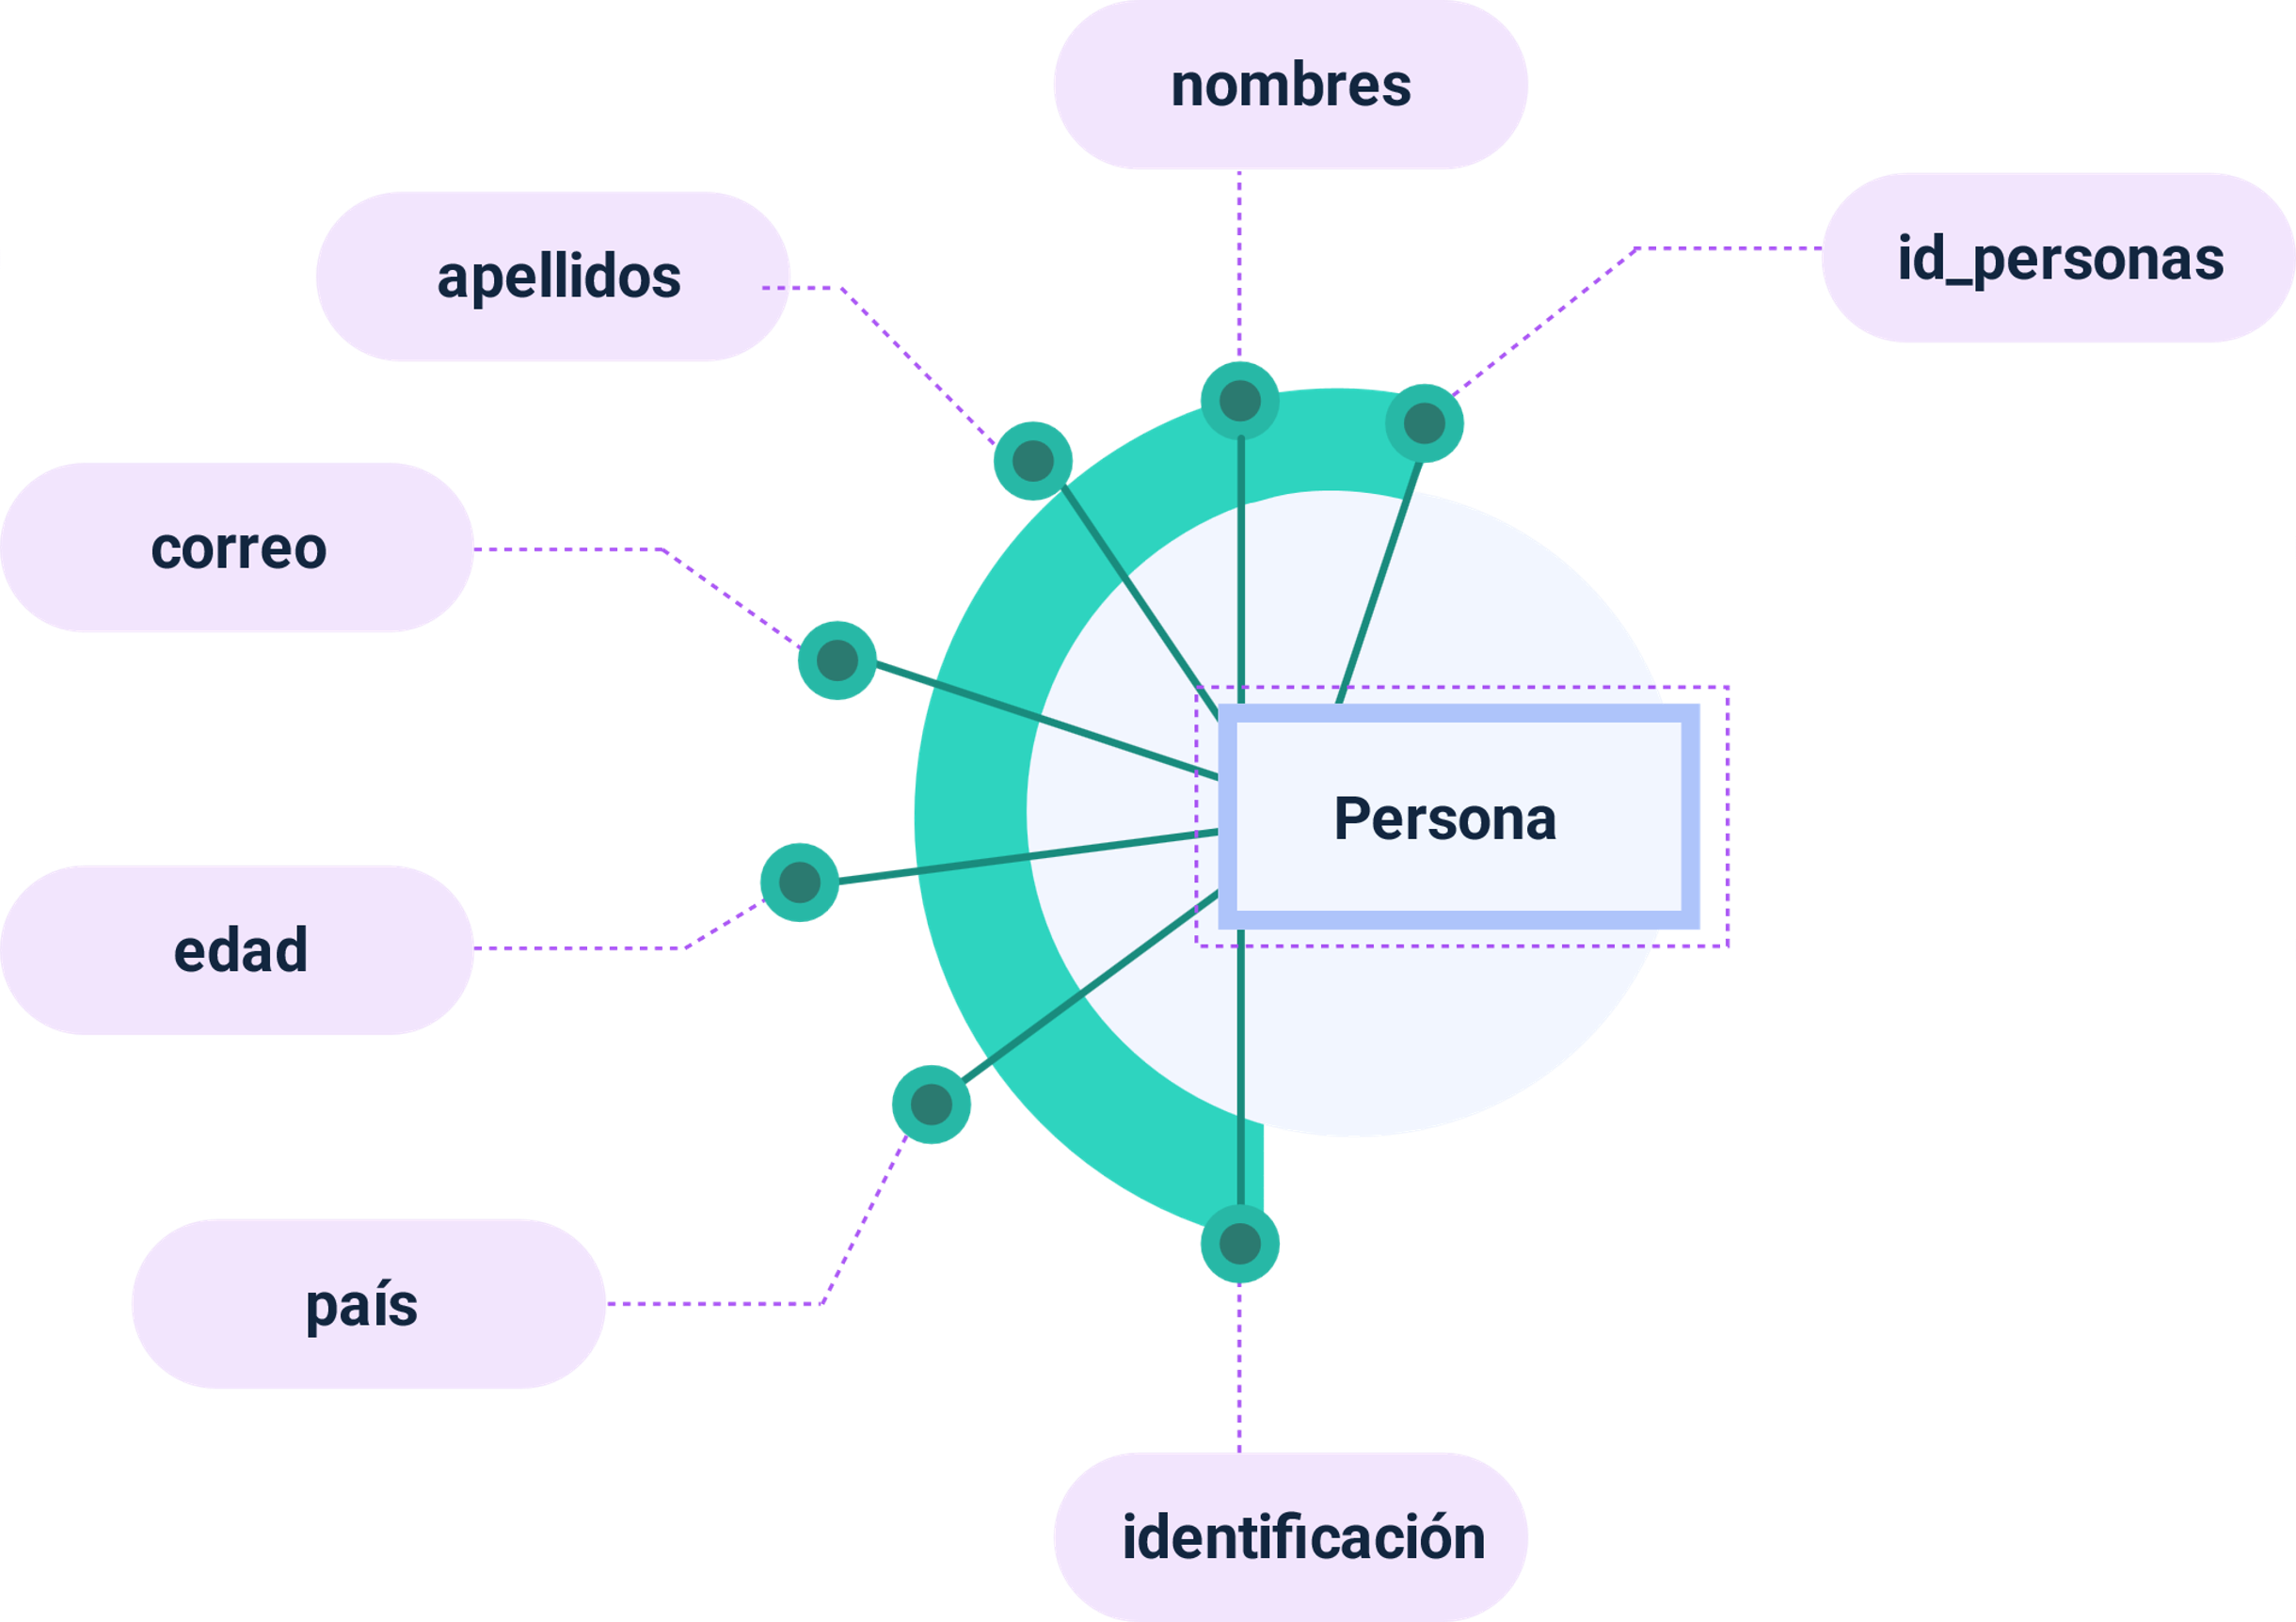 nombres
id_personas
apellidos
correo
Persona
edad
país
identificación